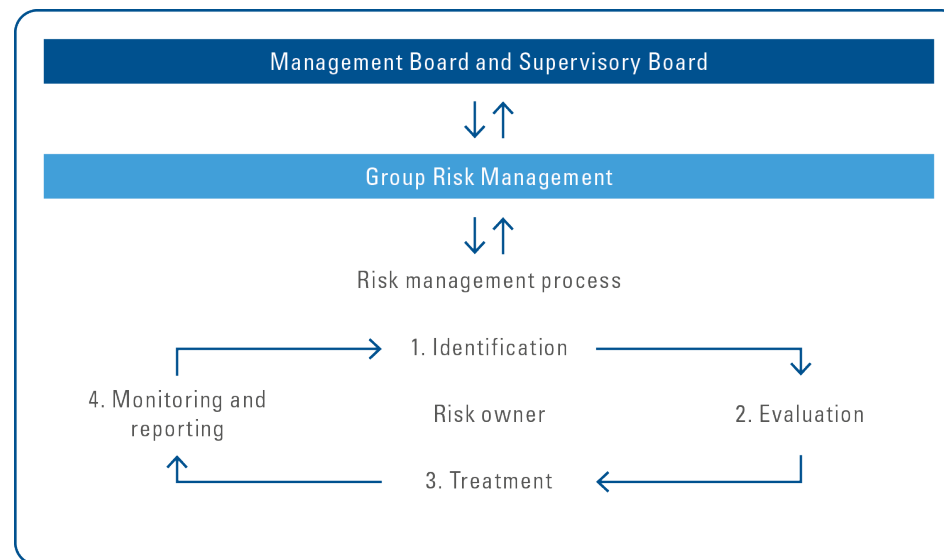 Management Board and Supervisory Board
Group Risk Management
Risk management process
1. Identification
4. Monitoring and
reporting
Risk owner
2. Evaluation
3. Treatment